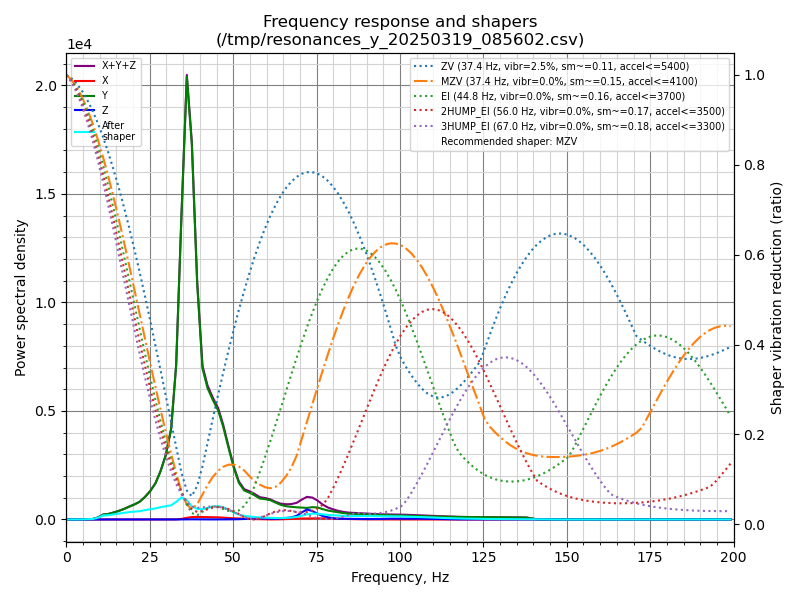 Frequency response and shapers
(/tmp/resonances_y_20250319_085602.csv)
1e4
X+Y+Z
X
Y
Z
After
shaper
ZV (37.4 Hz, vibr=2.5%, sm~=0.11, accel<=5400)
MZV (37.4 Hz, vibr=0.0%, sm~=0.15, accel<=4100)
EI (44.8 Hz, vibr=0.0%, sm~=0.16, accel<=3700)
2HUMP_EI (56.0 Hz, vibr=0.0%, sm~=0.17, accel<=3500)
3HUMP_EI (67.0 Hz, vibr=0.0%, sm~=0.18, accel<=3300)
Recommended shaper: MZV
Power spectral density
2.0
1.5
1.0
0.5
0.0
1.0
0.8
0.6
0.4
0.2
0.0
Shaper vibration reduction (ratio)
0 25 50 75 100 125 150 175 200
Frequency, Hz